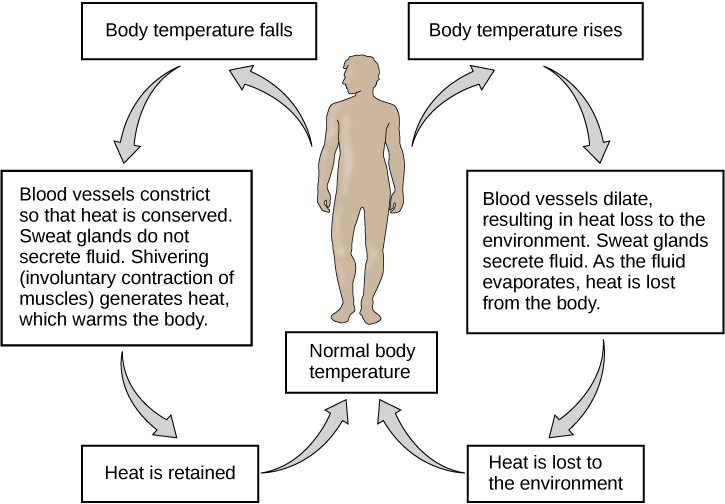 Body temperature falls
Body temperature rises
Blood vessels constrict
so that heat is conserved.
Sweat glands do not
secrete fluid. Shivering
(involuntary contraction of
muscles) generates heat,
which warms the body.
Blood vessels dilate,
resulting in heat loss to the
environment. Sweat glands
secrete fluid. As the fluid
evaporates, heat is lost
from the body.
Normal body
temperature
Heat is retained
Heat is lost to
the environment